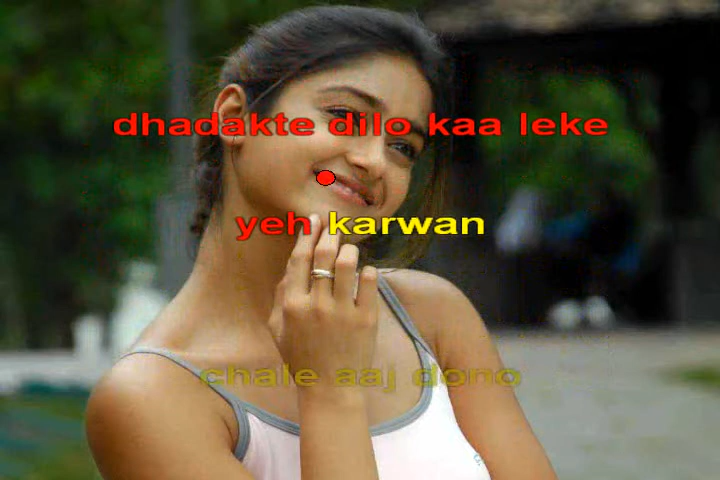 dhadakte dilo kaa leke
yeh karwan
chale aaj dono